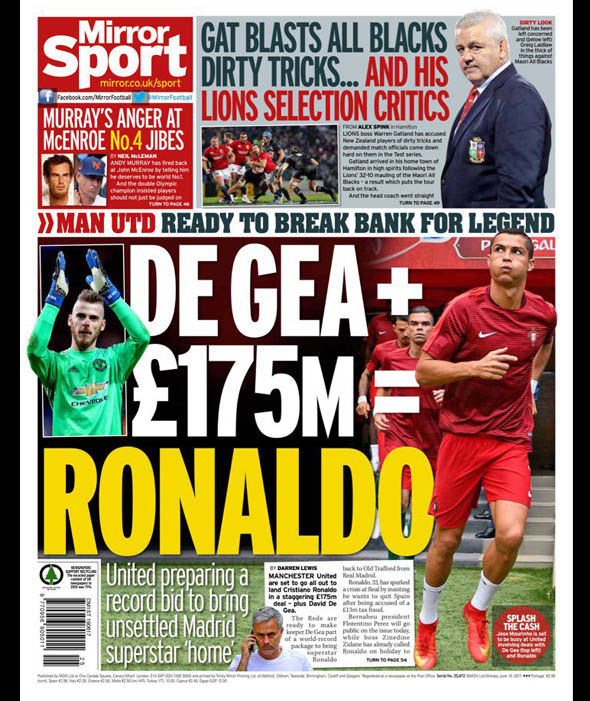 Mirror
Sport
mirror.co.uk/sport
Facebook.com/MirrorFootball @MirrorFootball
MURRAY'S ANGER AT
McENROE No.4 JIBES
BY NEIL McLEMAN
ANDY MURRAY has fired back
at John McEnroe by telling him
he deserves to be world No.1.
And the double Olympic
champion insisted players
should not just be judged on
TURN TO PAGE 46
GAT BLASTS ALL BLACKS
DIRTY TRICKS... AND HIS
LIONS SELECTION CRITICS
FROM ALEX SPINK in Hamilton
LIONS boss Warren Gatland has accused
New Zealand players of dirty tricks and
demanded match officials come down
hard on them in the Test series.
Gatland arrived in his home town of
Hamilton in high spirits following the
Lions' 32-10 mauling of the Maori All
Blacks – a result which puts the tour
back on track.
And the head coach went straight
TURN TO PAGE 49
DIRTY LOOK
Gatland has been
left concerned
and (below left)
Greig Laidlaw
in the thick of
things against
Maori All Blacks
»MAN UTD READY TO BREAK BANK FOR LEGEND
DE GEA +
£175M =
RONALDO
CHEVROLET
United preparing a
record bid to bring
unsettled Madrid
superstar 'home'
BY DARREN LEWIS
MANCHESTER United
are set to go all out to
land Cristiano Ronaldo
in a staggering £175m
deal – plus David De
Gea.
The Reds are
ready to make
keeper De Gea part
of a world-record
package to bring
superstar
Ronaldo
back to Old Trafford from
Real Madrid.
Ronaldo, 32, has sparked
a crisis at Real by insisting
he wants to quit Spain
after being accused of a
£13m tax fraud.
Bernabeu president
Florentino Perez will go
public on the issue today,
while boss Zinedine
Zidane has already called
Ronaldo on holiday to
TURN TO PAGE 54
SPLASH
THE CASH
Jose Mourinho is set
to be busy at United
involving deals with
De Gea (top left)
and Ronaldo
NEWSPAPERS
SUPPORT RECYCLING